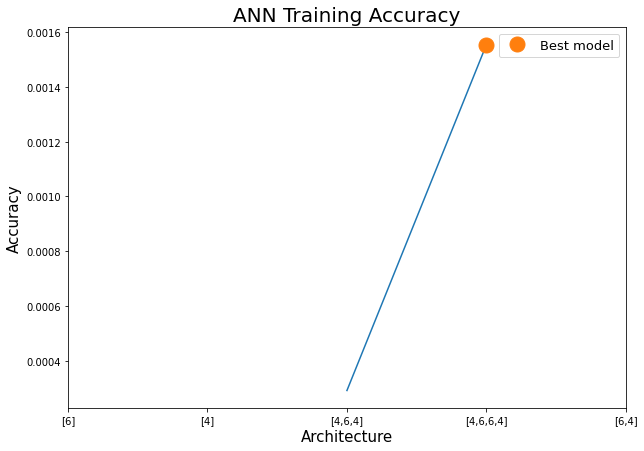 ANN Training Accuracy
Best model
0.0016
0.0014
0.0012
0.0010
0.0008
0.0006
0.0004
Accuracy
[6] [4] [4,6,4] [4,6,6,4] [6,4]
Architecture